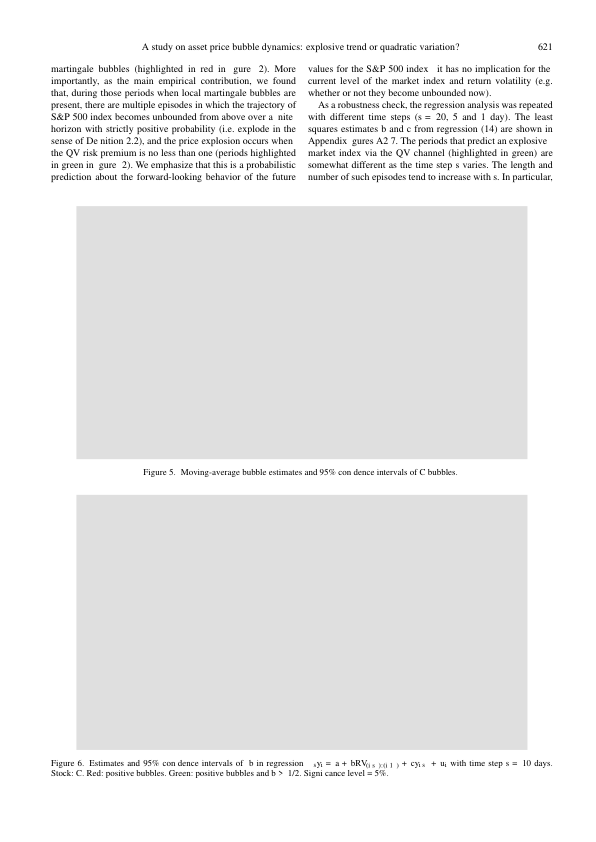 A study on asset price bubble dynamics: explosive trend or quadratic variation? 621
martingale bubbles (highlighted in red in gure 2). More
importantly, as the main empirical contribution, we found
that, during those periods when local martingale bubbles are
present, there are multiple episodes in which the trajectory of
S&P 500 index becomes unbounded from above over a nite
horizon with strictly positive probability (i.e. explode in the
sense of De nition 2.2), and the price explosion occurs when
the QV risk premium is no less than one (periods highlighted
in green in gure 2). We emphasize that this is a probabilistic
prediction about the forward-looking behavior of the future
values for the S&P 500 index it has no implication for the
current level of the market index and return volatility (e.g.
whether or not they become unbounded now).
As a robustness check, the regression analysis was repeated
with different time steps (s = 20, 5 and 1 day). The least
squares estimates b and c from regression (14) are shown in
Appendix gures A2 7. The periods that predict an explosive
market index via the QV channel (highlighted in green) are
somewhat different as the time step s varies. The length and
number of such episodes tend to increase with s. In particular,
Figure 5. Moving-average bubble estimates and 95% con dence intervals of C bubbles.
Figure 6. Estimates and 95% con dence intervals of b in regression syi = a + bRV(i s ):(i 1 ) + cyi s + ui with time step s = 10 days.
Stock: C. Red: positive bubbles. Green: positive bubbles and b > 1/2. Signi cance level = 5%.